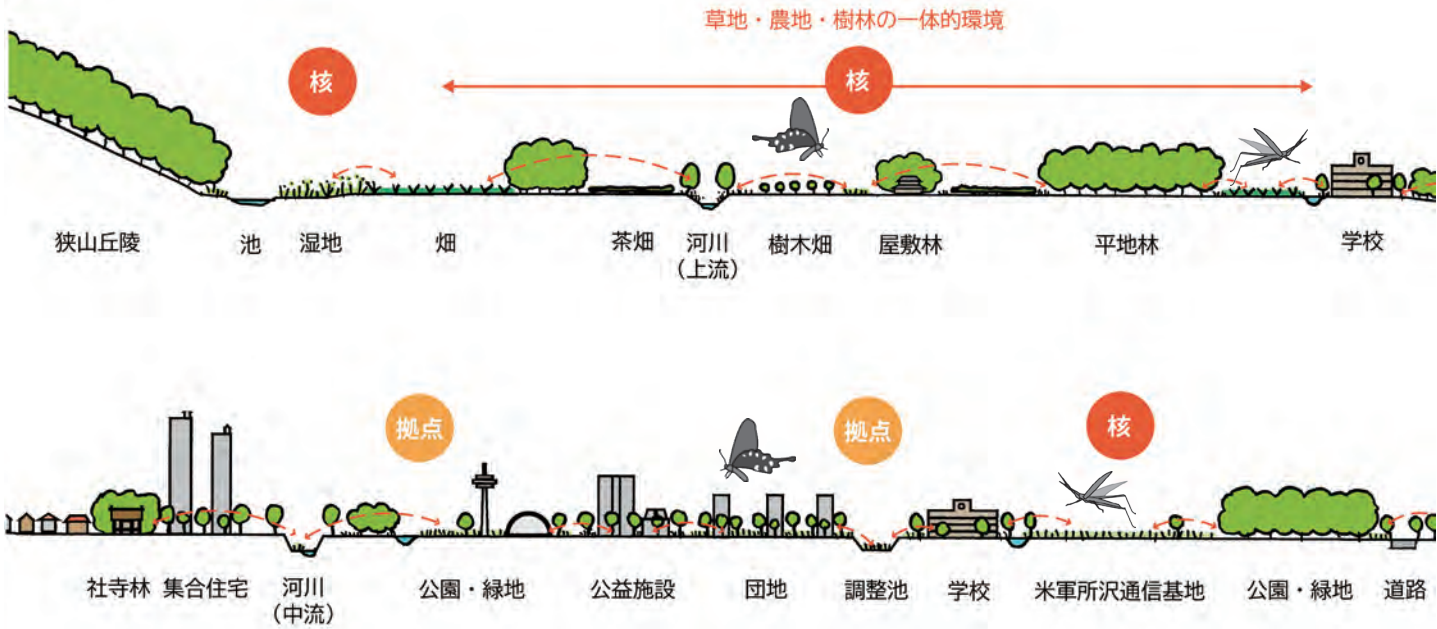 草地・農地・樹林の一体的環境
核
核
狭山丘陵
池
湿地
畑
茶畑
河川
（上流）
樹木畑
屋敷林
平地林
学校
拠点
拠点
核
社寺林
集合住宅
河川
（中流）
公園・緑地
公益施設
団地
調整池
学校
米軍所沢通信基地
公園・緑地
道路